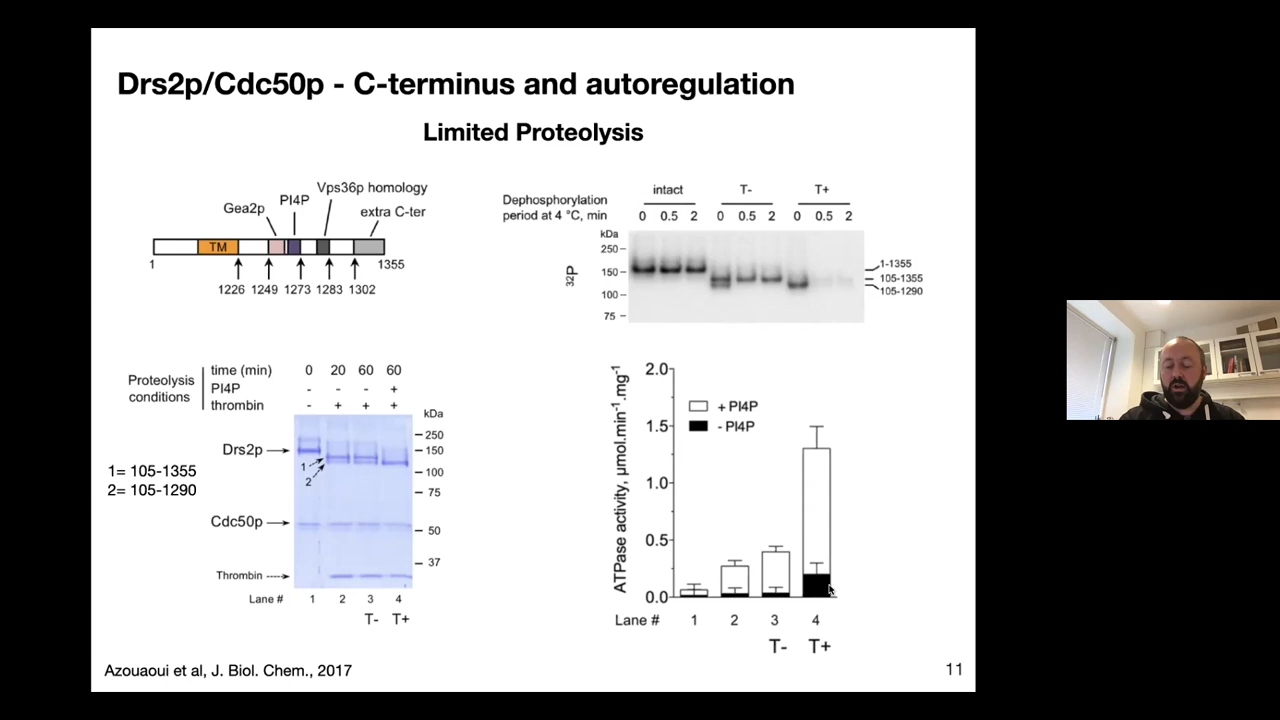 Drs2p/Cdc50p - C-terminus and autoregulation
Limited Proteolysis
Vps36p homology
PI4P
Gea2p
extra C-ter
TM
1
1355
1226 1249 1273 1283 1302
intact T- T+
Dephosphorylation
period at 4 °C, min
0 0.5 2 0 0.5 2 0 0.5 2
kDa
250
150
100
75
32P
1-1355
105-1355
105-1290
Proteolysis
conditions
time (min) 0 20 60 60
PI4P - - - +
thrombin - + + +
kDa
250
150
100
75
50
37
Drs2p
1
2
1= 105-1355
2= 105-1290
Cdc50p
Thrombin
Lane # 1 2 3 4
T- T+
ATPase activity, µmol.min-1.mg-1
2.0
1.5
1.0
0.5
0.0
+ PI4P
- PI4P
Lane # 1 2 3 4
T- T+
Azouaoui et al, J. Biol. Chem., 2017
11